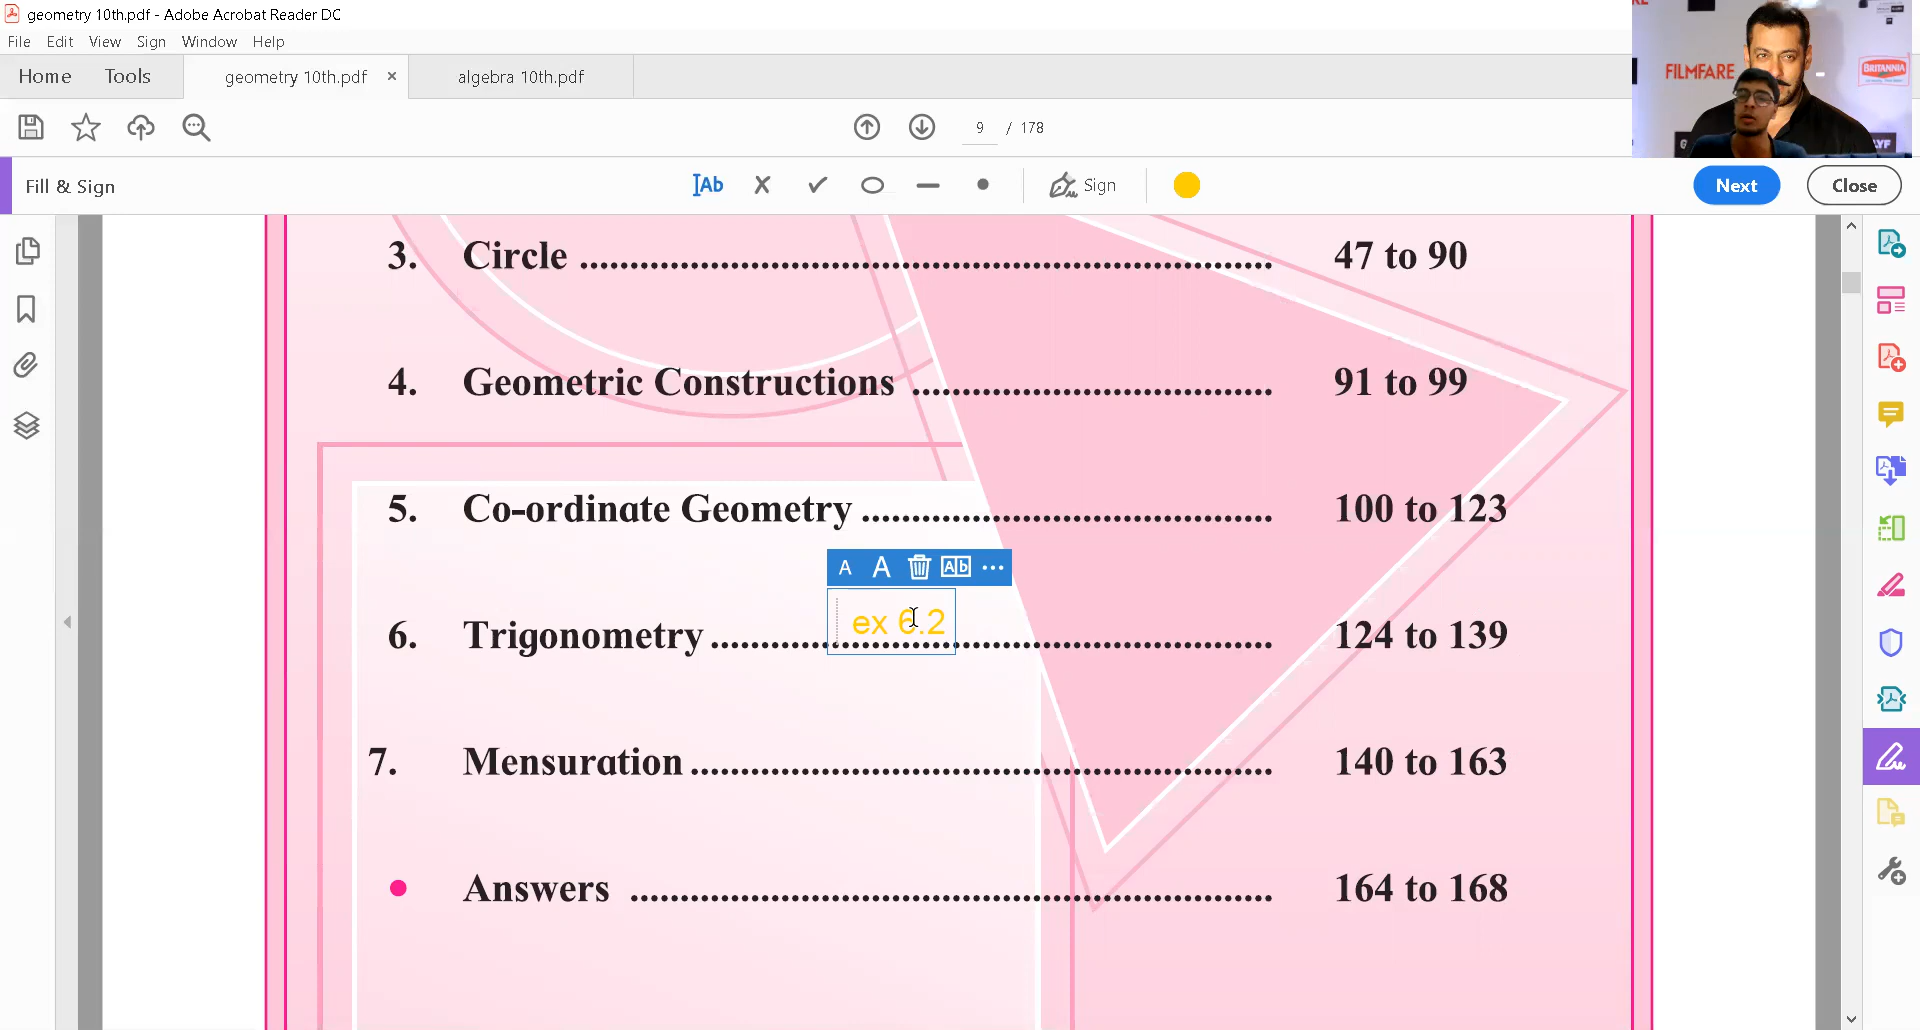 geometry 10th.pdf - Adobe Acrobat Reader DC
File Edit View Sign Window Help
Home Tools geometry 10th.pdf × algebra 10th.pdf
9 / 178
Fill & Sign
Ab Sign Next Close
FILMFARE
BRITANNIA
3. Circle ..................................................................... 47 to 90
4. Geometric Constructions .................................... 91 to 99
5. Co-ordinate Geometry ......................................... 100 to 123
A A Ab ...
ex 6.2
6. Trigonometry ........................................................ 124 to 139
7. Mensuration .......................................................... 140 to 163
• Answers ................................................................ 164 to 168